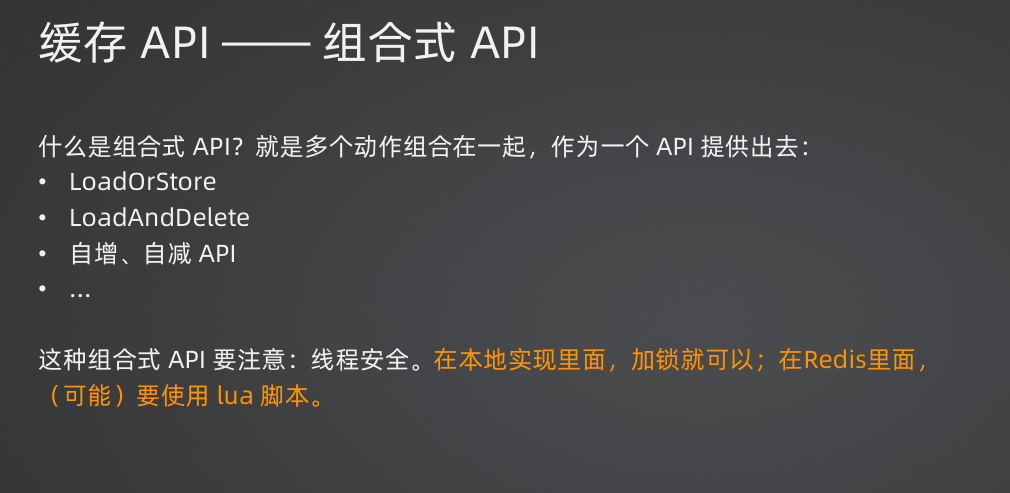 缓存 API —— 组合式 API
什么是组合式 API？就是多个动作组合在一起，作为一个 API 提供出去：
• LoadOrStore
• LoadAndDelete
• 自增、自减 API
• ...
这种组合式 API 要注意：线程安全。在本地实现里面，加锁就可以；在Redis里面，
（可能）要使用 lua 脚本。